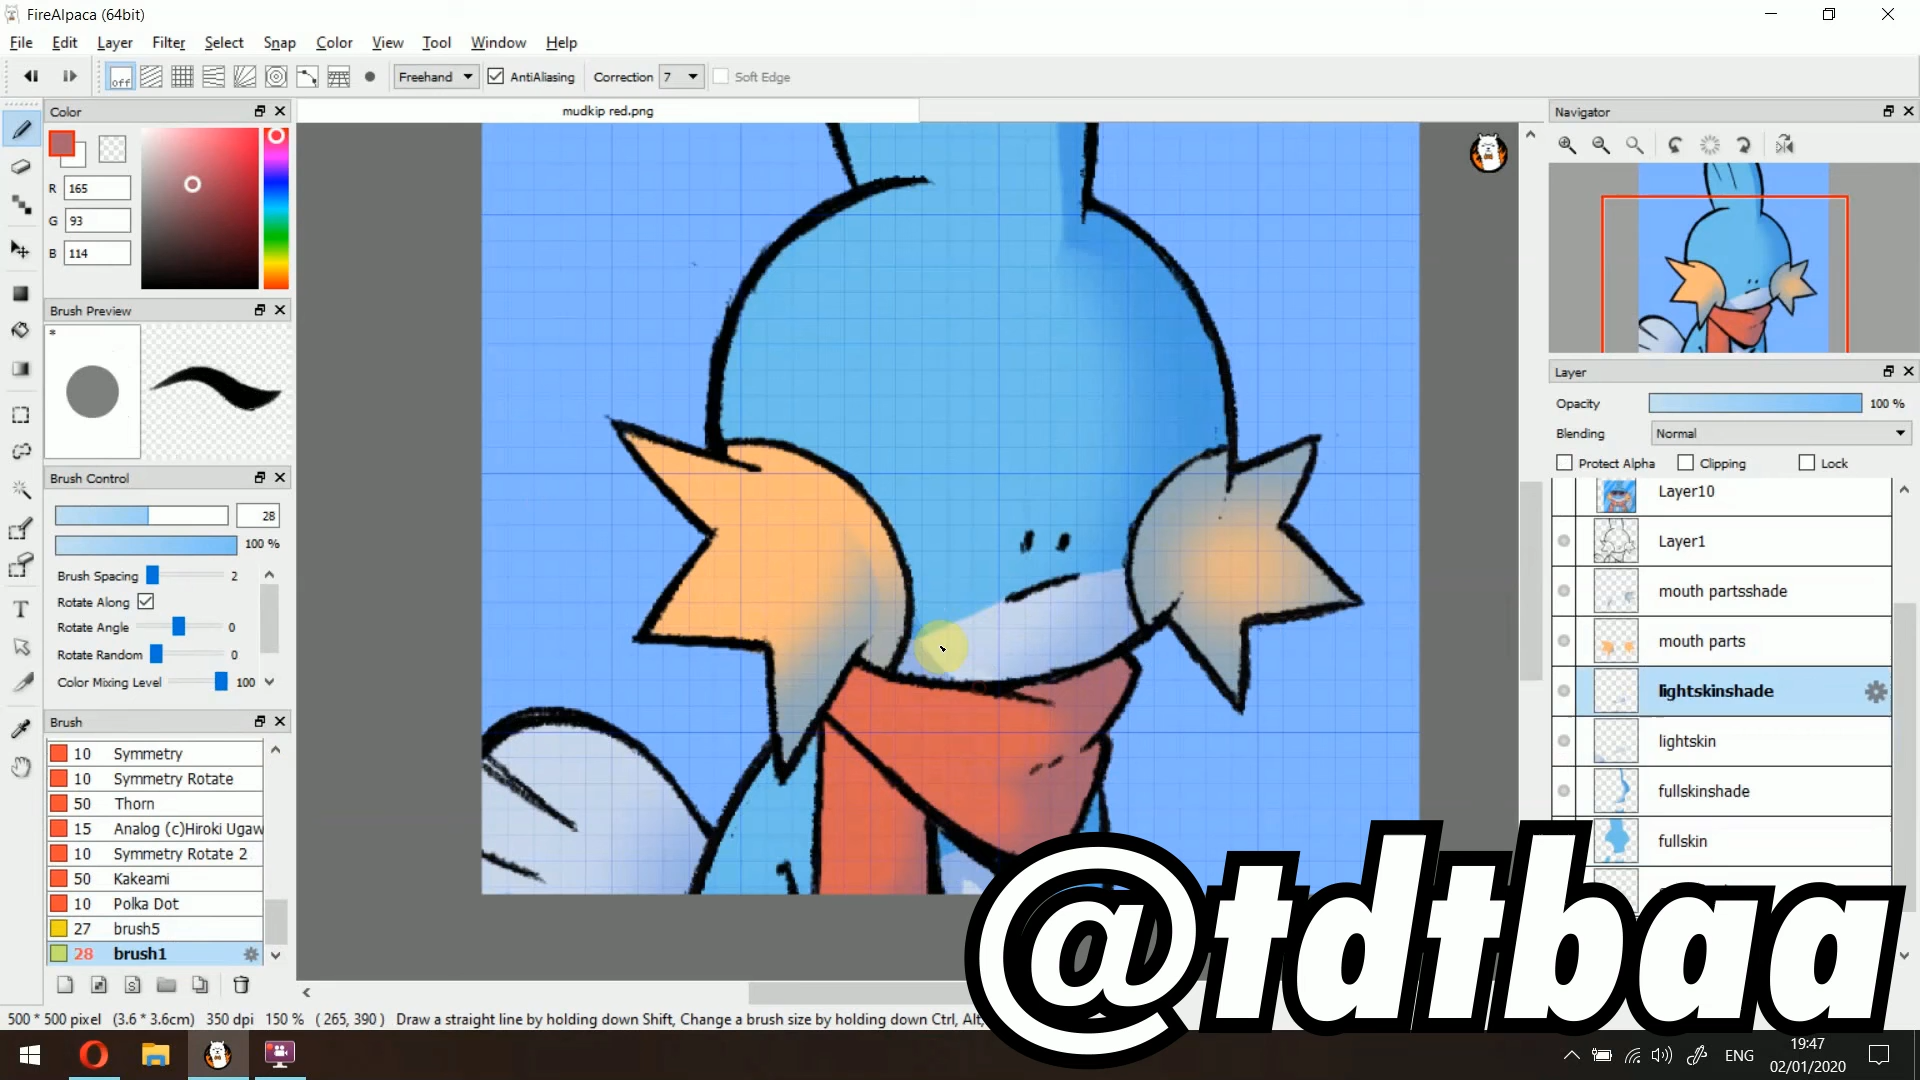 FireAlpaca (64bit)
File Edit Layer Filter Select Snap Color View Tool Window Help
off Freehand AntiAliasing Correction 7 Soft Edge
Color
mudkip red.png
Navigator
R 165
G 93
B 114
Brush Preview
*
Layer
Opacity 100 %
Blending Normal
Protect Alpha Clipping Lock
Brush Control
28
100 %
Brush Spacing 2
Rotate Along
Rotate Angle 0
Rotate Random 0
Color Mixing Level 100
Layer10
Layer1
mouth partsshade
mouth parts
lightskinshade
lightskin
fullskinshade
fullskin
Brush
10 Symmetry
10 Symmetry Rotate
50 Thorn
15 Analog (c)Hiroki Ugaw
10 Symmetry Rotate 2
50 Kakeami
10 Polka Dot
27 brush5
28 brush1
@tdtbaa
500 * 500 pixel (3.6 * 3.6cm) 350 dpi 150 % ( 265, 390 ) Draw a straight line by holding down Shift, Change a brush size by holding down Ctrl, Alt,
T
ENG
19:47
02/01/2020